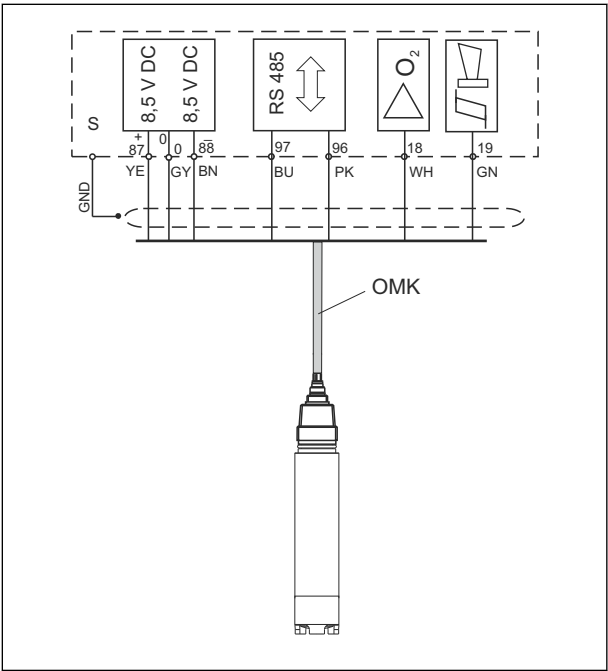 8,5 V DC
8,5 V DC
RS 485
O2
S
+
87
0
0
–
88
97
96
18
19
YE
GY
BN
BU
PK
WH
GN
GND
OMK